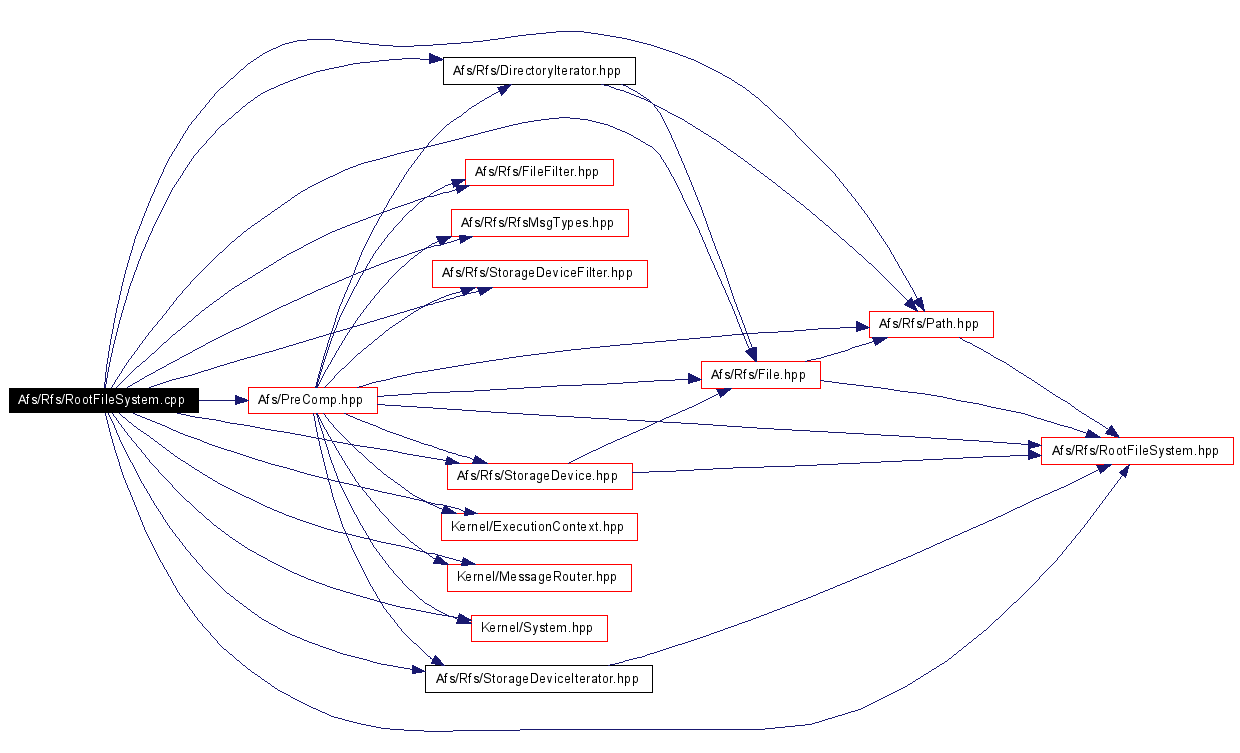 Afs/Rfs/DirectoryIterator.hpp
Afs/Rfs/FileFilter.hpp
Afs/Rfs/RfsMsgTypes.hpp
Afs/Rfs/StorageDeviceFilter.hpp
Afs/Rfs/Path.hpp
Afs/Rfs/File.hpp
Afs/Rfs/RootFileSystem.cpp
Afs/PreComp.hpp
Afs/Rfs/RootFileSystem.hpp
Afs/Rfs/StorageDevice.hpp
Kernel/ExecutionContext.hpp
Kernel/MessageRouter.hpp
Kernel/System.hpp
Afs/Rfs/StorageDeviceIterator.hpp